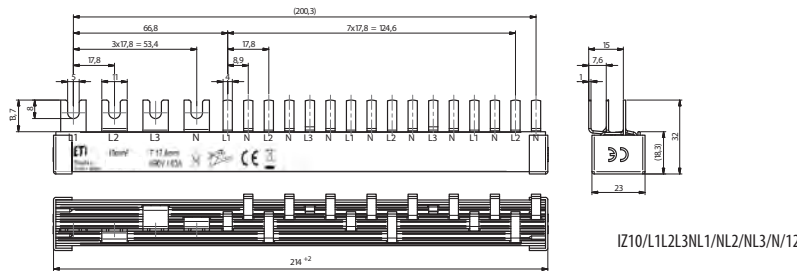 (200,3)
66,8
7x17,8 = 124,6
3x17,8 = 53,4
17,8
8,9
17,8
5
11
4
8
13,7
L1 L2 L3 N L1 N L2 N L3 N L1 N L2 N L3 N L1 N L2 N
ETI
CE
15
7,6
1
32
(18,3)
CE
23
214 +2
IZ10/L1L2L3NL1/NL2/NL3/N/12